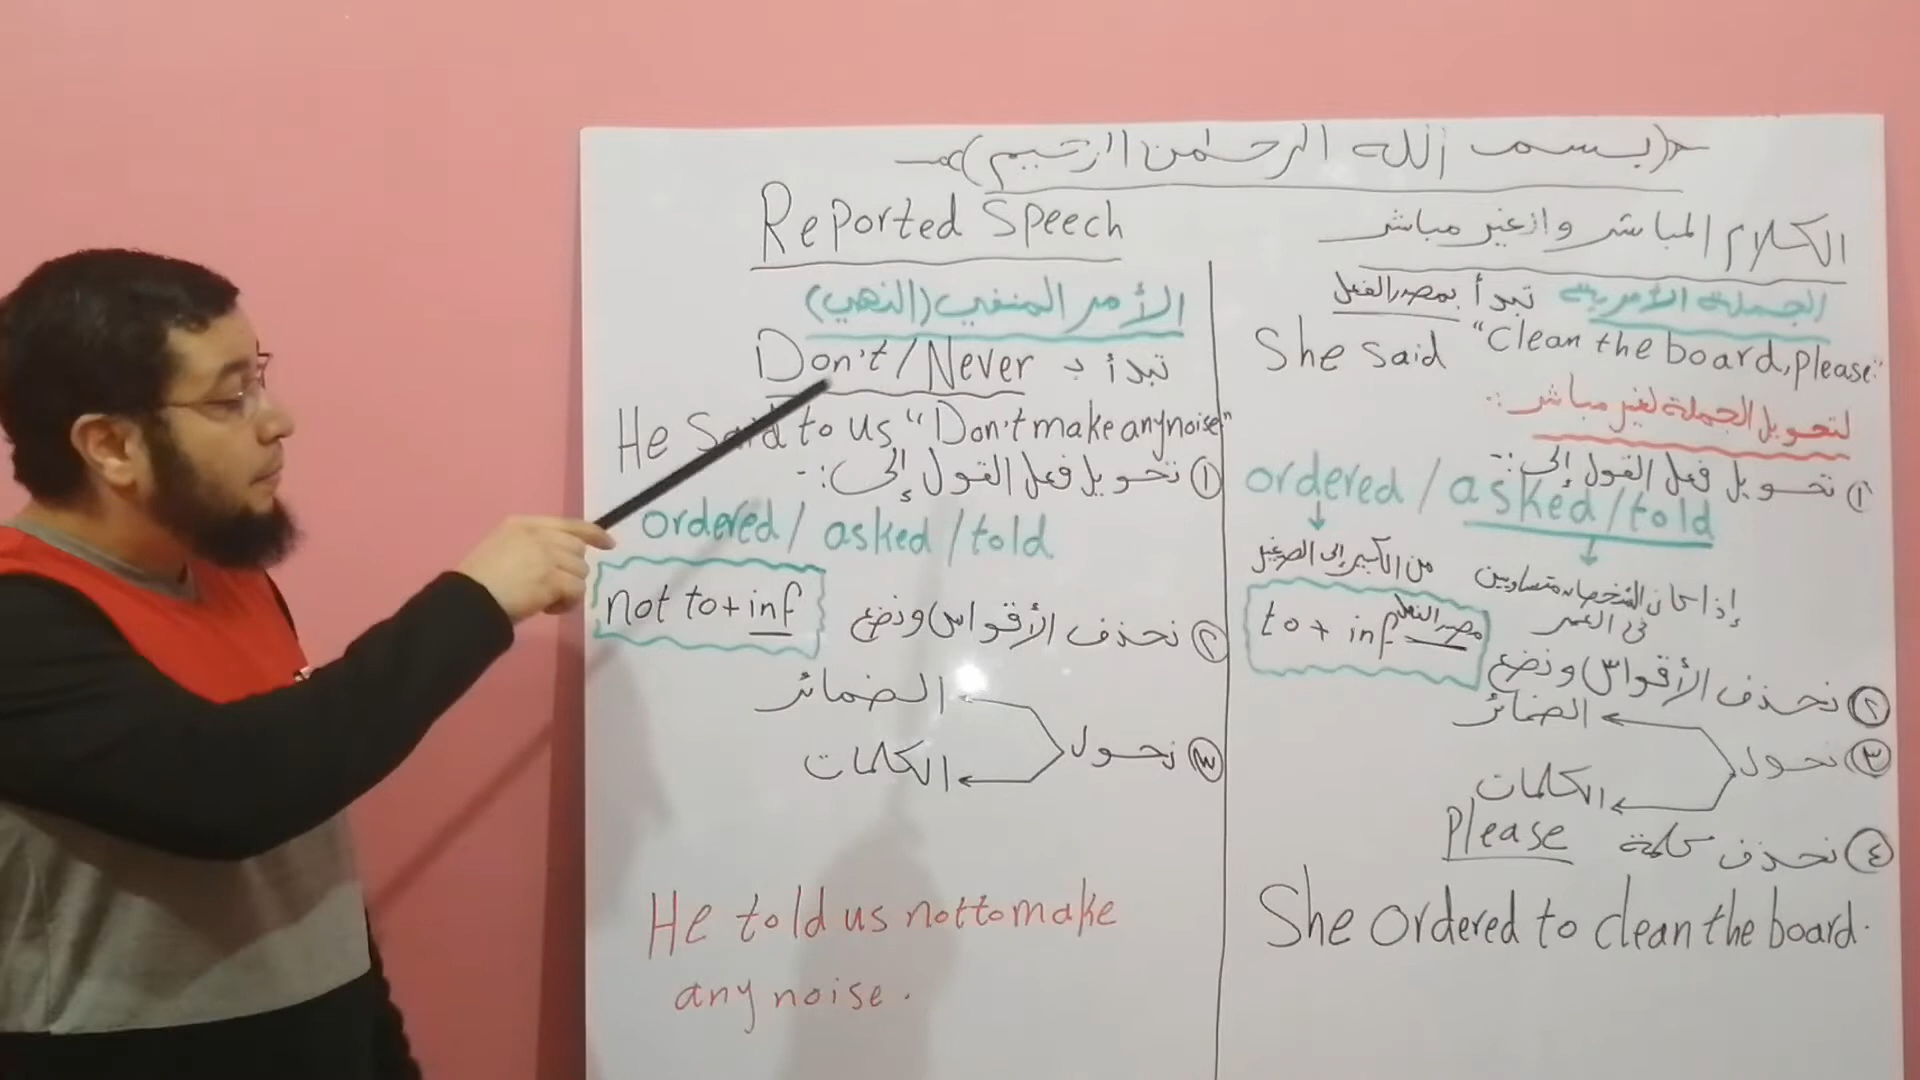 (بسم الله الرحمن الرحيم)
Reported Speech
الكلام المباشر والغير مباشر
الجملة الأمرية تبدأ بمصدر الفعل
She said "Clean the board, please."
لتحويل الجملة لغير مباشر :-
① نحويل فعل القول إلى :-
ordered / asked / told
من الكبير إلى الصغير
إذا كان الشخصان متساويين
فى العمر
to + inf مصدر الفعل
② نحذف الأقواس ونضع
③ نحول
الضمائر
الكلمات
④ نحذف كلمة Please
She ordered to clean the board.
الأمر المنفي (النهي)
تبدأ بـ Don't / Never
He Said to us "Don't make any noise"
① نحويل فعل القول إلى :-
ordered / asked / told
② نحذف الأقواس ونضع not to + inf
③ نحول
الضمائر
الكلمات
He told us not to make
any noise.